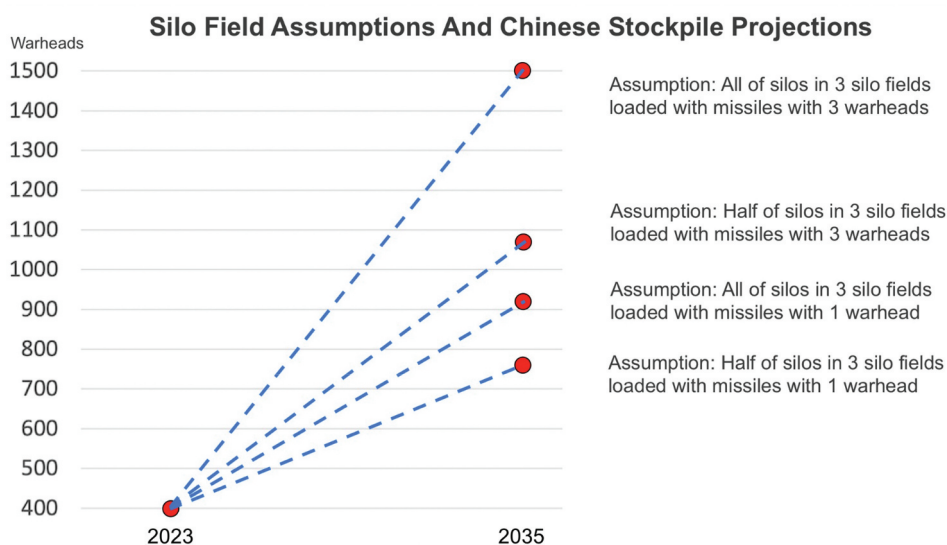 Silo Field Assumptions And Chinese Stockpile Projections
Warheads
1500
1400
1300
1200
1100
1000
900
800
700
600
500
400
2023
2035
Assumption: All of silos in 3 silo fields
loaded with missiles with 3 warheads
Assumption: Half of silos in 3 silo fields
loaded with missiles with 3 warheads
Assumption: All of silos in 3 silo fields
loaded with missiles with 1 warhead
Assumption: Half of silos in 3 silo fields
loaded with missiles with 1 warhead